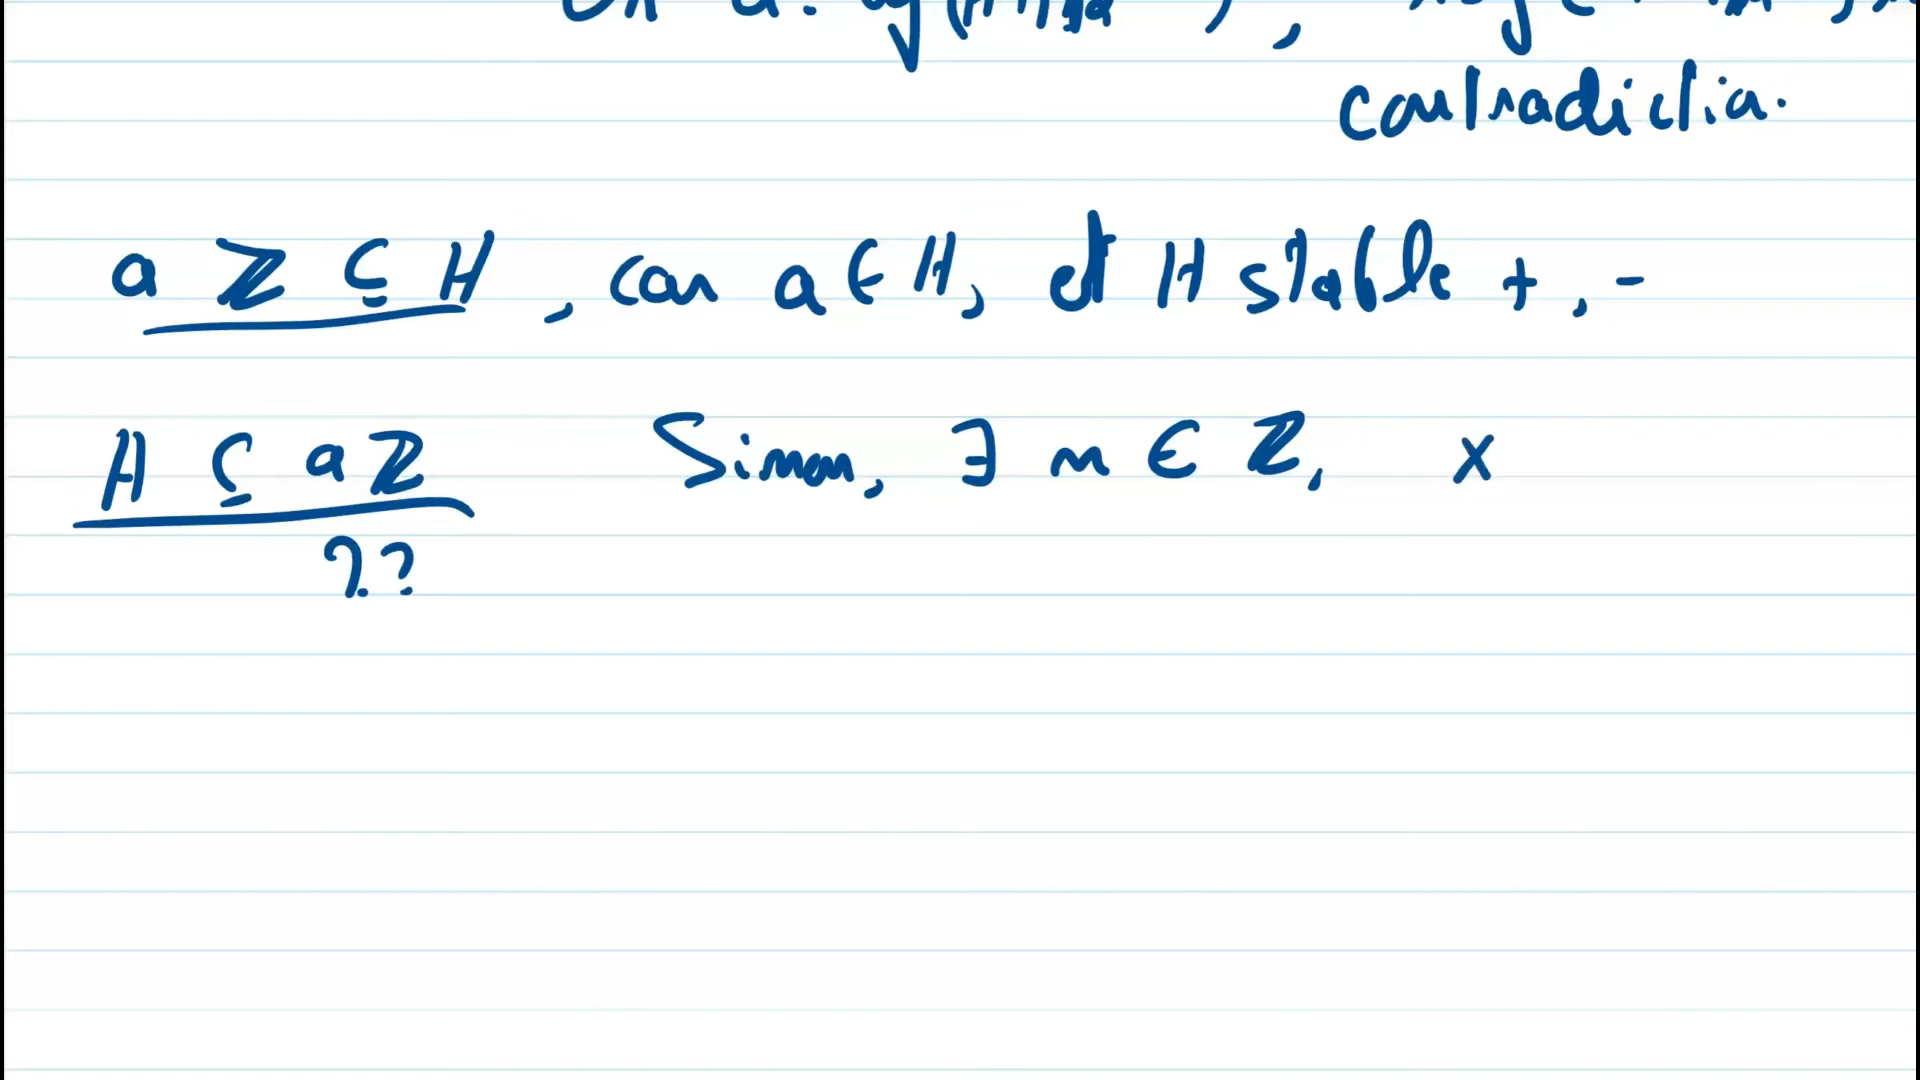 contradiction.
a ℤ ⊆ H, car a ∈ H, et H stable +, -
H ⊆ aℤ Sinon, ∃ n ∈ ℤ, x
??